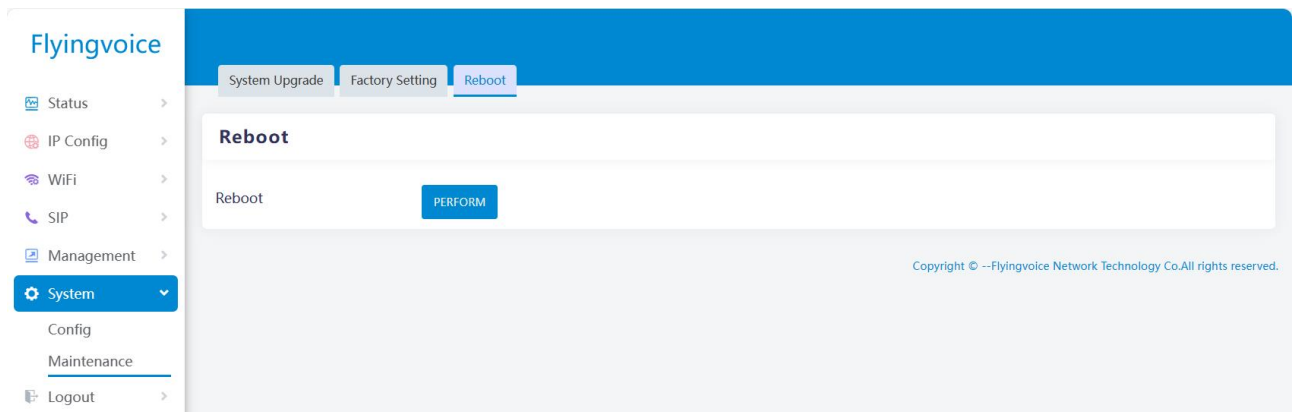 Flyingvoice
System Upgrade
Factory Setting
Reboot
Status
IP Config
WiFi
SIP
Management
System
Config
Maintenance
Logout
Reboot
Reboot
PERFORM
Copyright © --Flyingvoice Network Technology Co.All rights reserved.